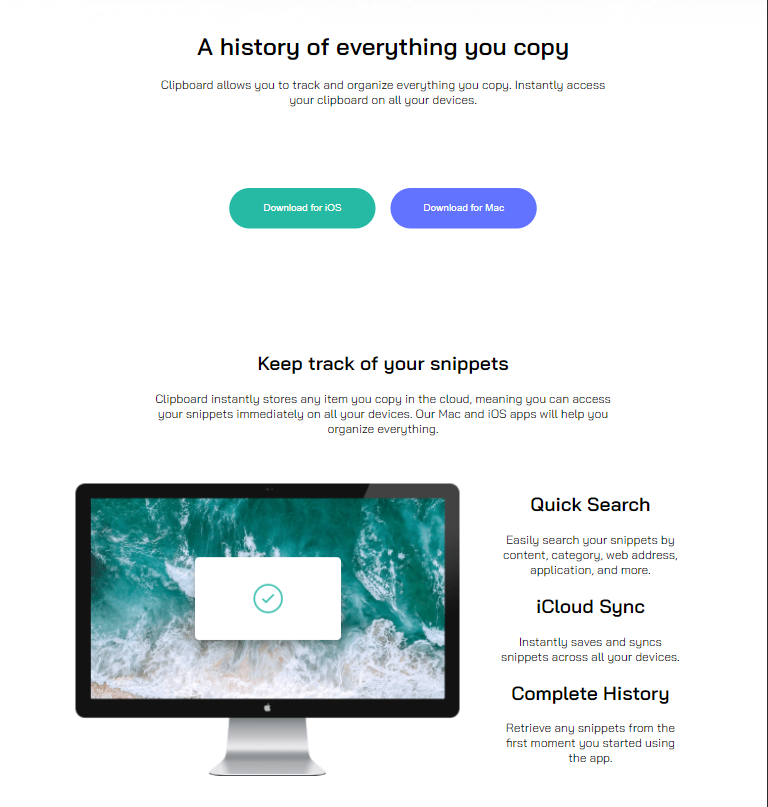 A history of everything you copy
Clipboard allows you to track and organize everything you copy. Instantly access
your clipboard on all your devices.
Download for iOS
Download for Mac
Keep track of your snippets
Clipboard instantly stores any item you copy in the cloud, meaning you can access
your snippets immediately on all your devices. Our Mac and iOS apps will help you
organize everything.
Quick Search
Easily search your snippets by
content, category, web address,
application, and more.
iCloud Sync
Instantly saves and syncs
snippets across all your devices.
Complete History
Retrieve any snippets from the
first moment you started using
the app.